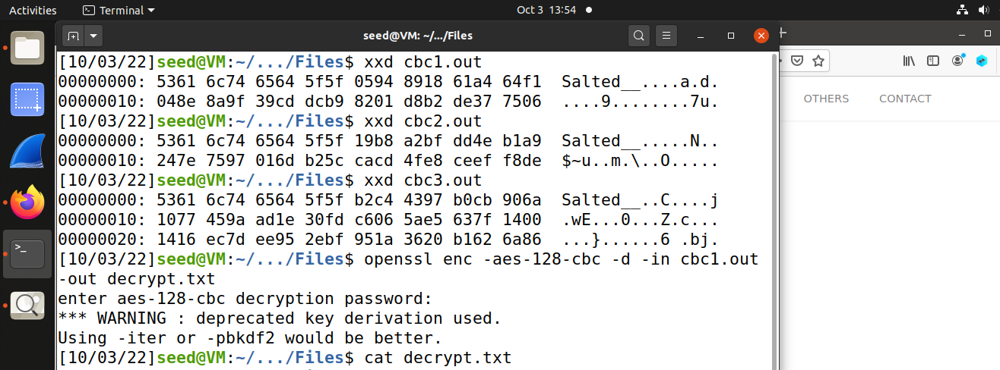 Activities Terminal Oct 3 13:54
seed@VM: ~/.../Files
[10/03/22]seed@VM:~/.../Files$ xxd cbc1.out
00000000: 5361 6c74 6564 5f5f 0594 8918 61a4 64f1  Salted__....a.d.
00000010: 048e 8a9f 39cd dcb9 8201 d8b2 de37 7506  ....9........7u.
[10/03/22]seed@VM:~/.../Files$ xxd cbc2.out
00000000: 5361 6c74 6564 5f5f 19b8 a2bf dd4e b1a9  Salted__.....N..
00000010: 247e 7597 016d b25c cacd 4fe8 ceef f8de  $~u..m.\..O.....
[10/03/22]seed@VM:~/.../Files$ xxd cbc3.out
00000000: 5361 6c74 6564 5f5f b2c4 4397 b0cb 906a  Salted__..C....j
00000010: 1077 459a ad1e 30fd c606 5ae5 637f 1400  .wE...0...Z.c...
00000020: 1416 ec7d ee95 2ebf 951a 3620 b162 6a86  ...}......6 .bj.
[10/03/22]seed@VM:~/.../Files$ openssl enc -aes-128-cbc -d -in cbc1.out
-out decrypt.txt
enter aes-128-cbc decryption password:
*** WARNING : deprecated key derivation used.
Using -iter or -pbkdf2 would be better.
[10/03/22]seed@VM:~/.../Files$ cat decrypt.txt
OTHERS CONTACT